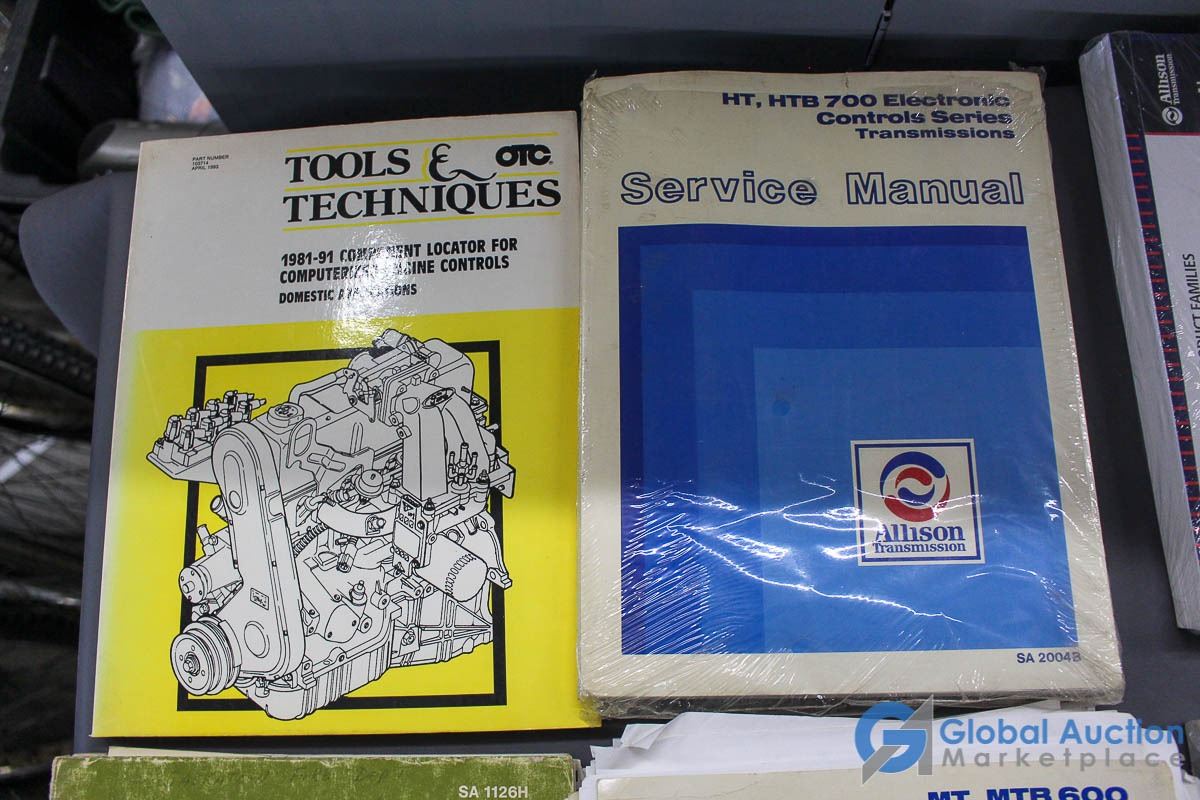 PART NUMBER
103714
APRIL 1993
TOOLS &
TECHNIQUES
OTC
1981-91 COMPONENT LOCATOR FOR
COMPUTERIZED ENGINE CONTROLS
DOMESTIC APPLICATIONS
HT, HTB 700 Electronic
Controls Series
Transmissions
Service Manual
Allison
Transmission
SA 2004B
Allison
Transmission
UCT FAMILIES
SA 1126H
MT, MTB 600
Global Auction
Marketplace